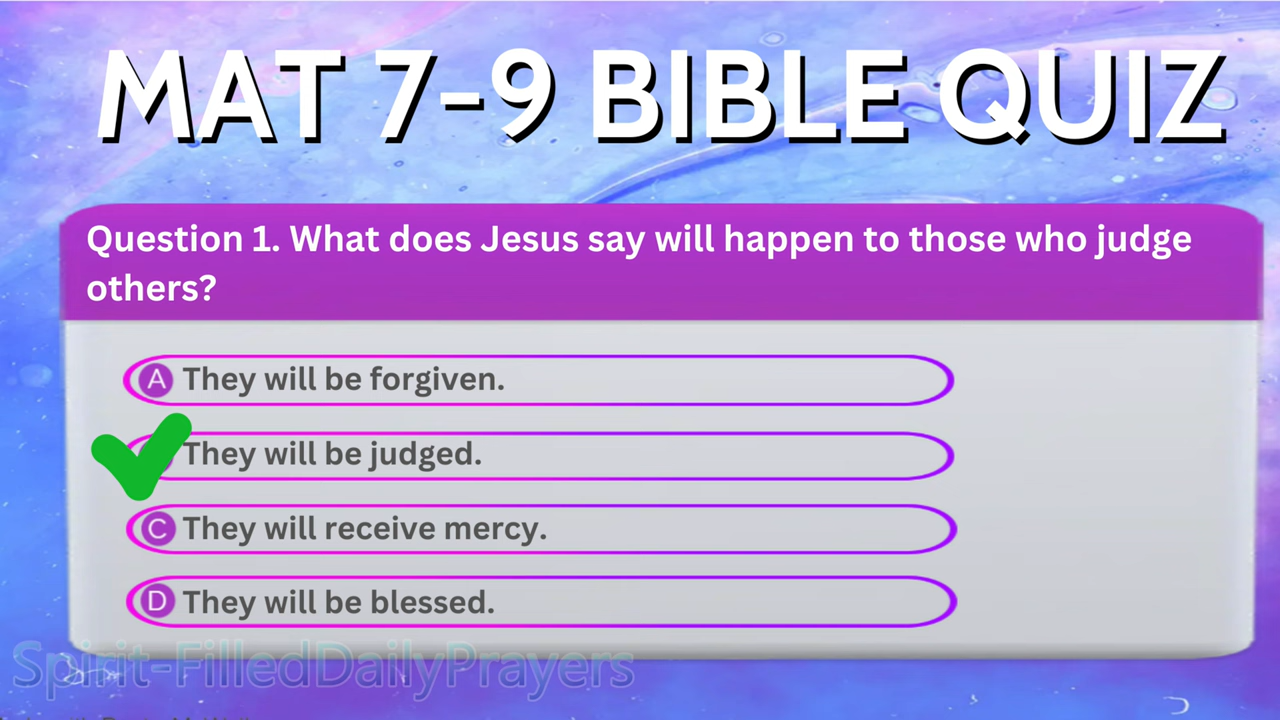 MAT 7-9 BIBLE QUIZ
Question 1. What does Jesus say will happen to those who judge
others?
A They will be forgiven.
They will be judged.
C They will receive mercy.
D They will be blessed.
Spirit-FilledDailyPrayers